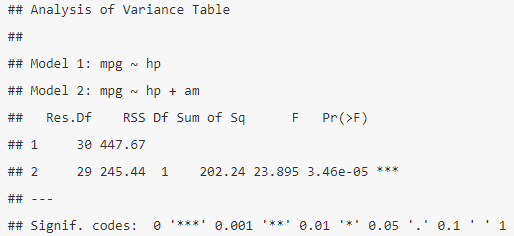 ## Analysis of Variance Table
##
## Model 1: mpg ~ hp
## Model 2: mpg ~ hp + am
##   Res.Df    RSS Df Sum of Sq      F   Pr(>F)
## 1     30 447.67
## 2     29 245.44  1    202.24 23.895 3.46e-05 ***
## ---
## Signif. codes:  0 '***' 0.001 '**' 0.01 '*' 0.05 '.' 0.1 ' ' 1